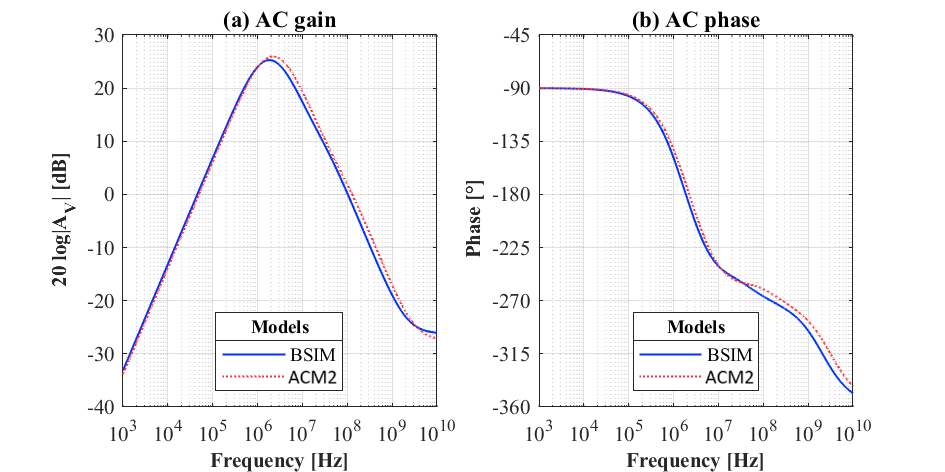 (a) AC gain
30
20
10
0
-10
-20
-30
-40
20 log|A_V| [dB]
Models
BSIM
ACM2
10^3 10^4 10^5 10^6 10^7 10^8 10^9 10^10
Frequency [Hz]
(b) AC phase
-45
-90
-135
-180
-225
-270
-315
-360
Phase [°]
Models
BSIM
ACM2
10^3 10^4 10^5 10^6 10^7 10^8 10^9 10^10
Frequency [Hz]